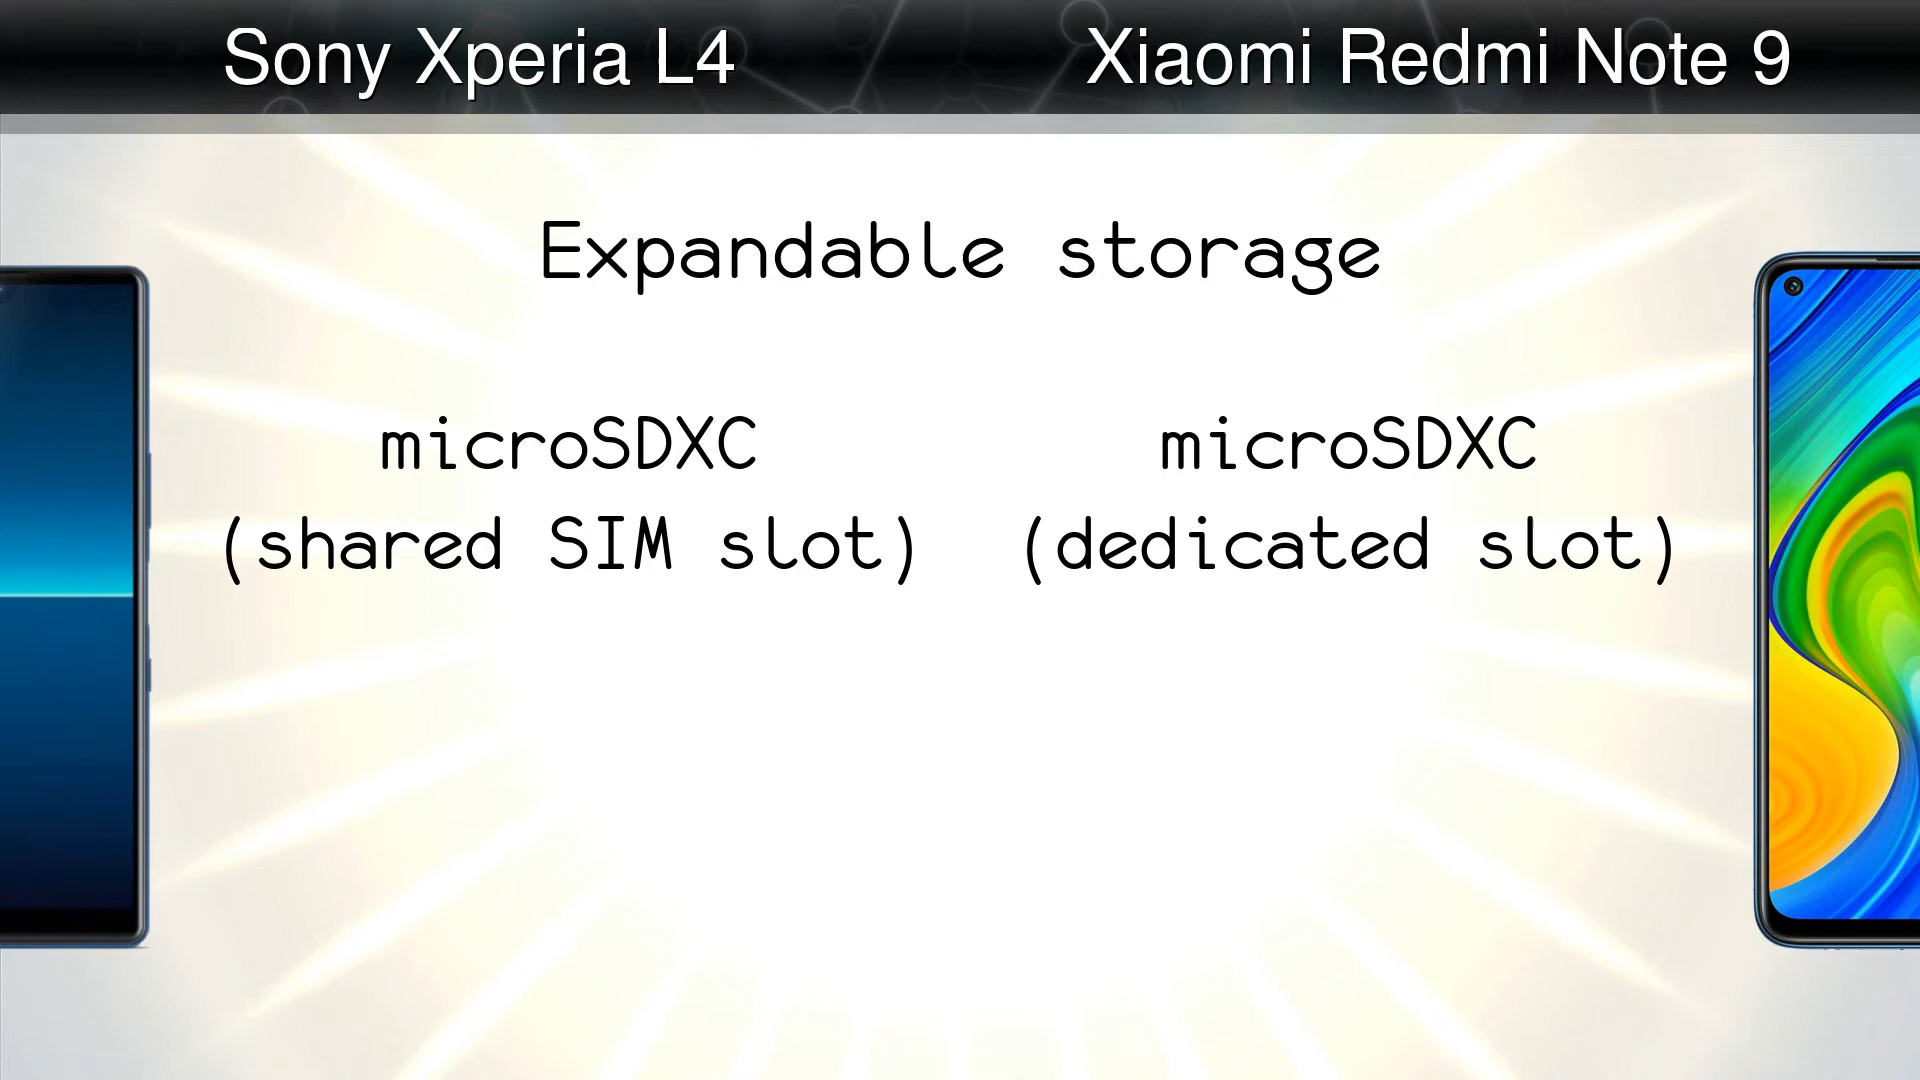 Sony Xperia L4 Xiaomi Redmi Note 9
Expandable storage
microSDXC microSDXC
(shared SIM slot) (dedicated slot)